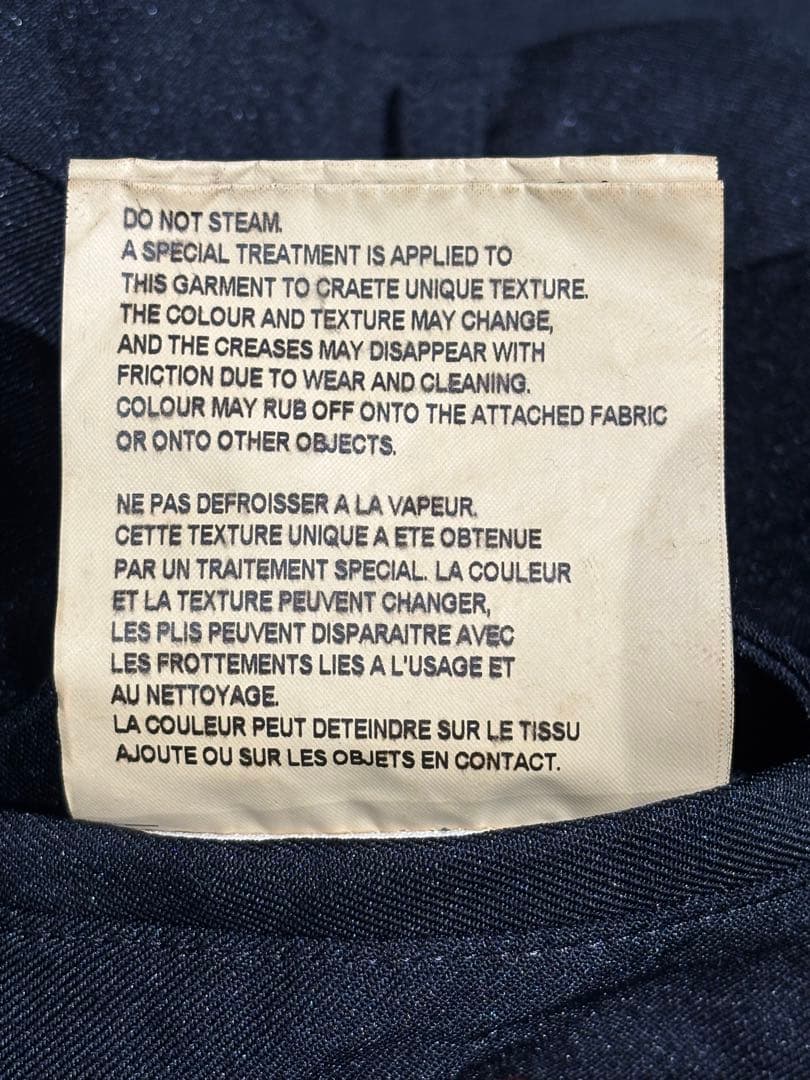 DO NOT STEAM.
A SPECIAL TREATMENT IS APPLIED TO
THIS GARMENT TO CRAETE UNIQUE TEXTURE.
THE COLOUR AND TEXTURE MAY CHANGE,
AND THE CREASES MAY DISAPPEAR WITH
FRICTION DUE TO WEAR AND CLEANING.
COLOUR MAY RUB OFF ONTO THE ATTACHED FABRIC
OR ONTO OTHER OBJECTS.
NE PAS DEFROISSER A LA VAPEUR.
CETTE TEXTURE UNIQUE A ETE OBTENUE
PAR UN TRAITEMENT SPECIAL. LA COULEUR
ET LA TEXTURE PEUVENT CHANGER,
LES PLIS PEUVENT DISPARAITRE AVEC
LES FROTTEMENTS LIES A L'USAGE ET
AU NETTOYAGE.
LA COULEUR PEUT DETEINDRE SUR LE TISSU
AJOUTE OU SUR LES OBJETS EN CONTACT.